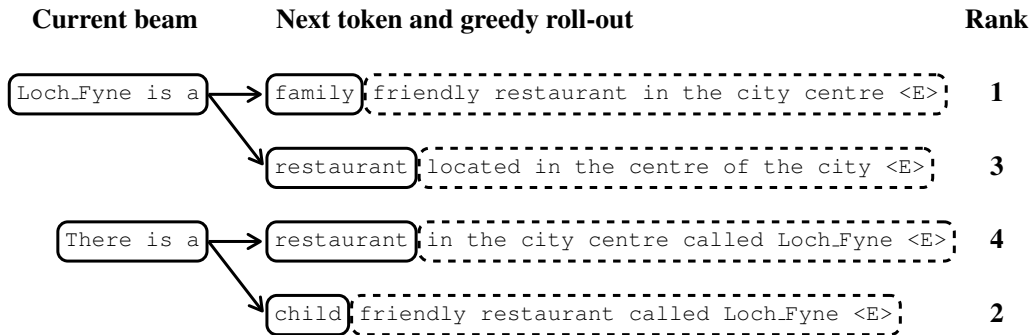 Current beam Next token and greedy roll-out Rank
Loch_Fyne is a family friendly restaurant in the city centre <E> 1
restaurant located in the centre of the city <E> 3
There is a restaurant in the city centre called Loch_Fyne <E> 4
child friendly restaurant called Loch_Fyne <E> 2